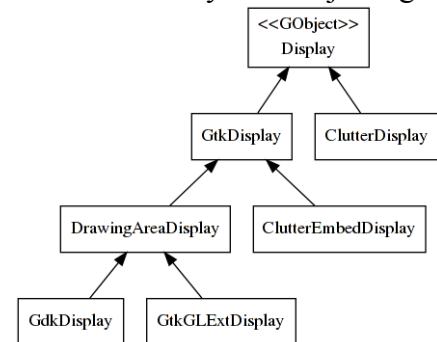 <<GObject>>
Display
GtkDisplay
ClutterDisplay
DrawingAreaDisplay
ClutterEmbedDisplay
GdkDisplay
GtkGLExtDisplay